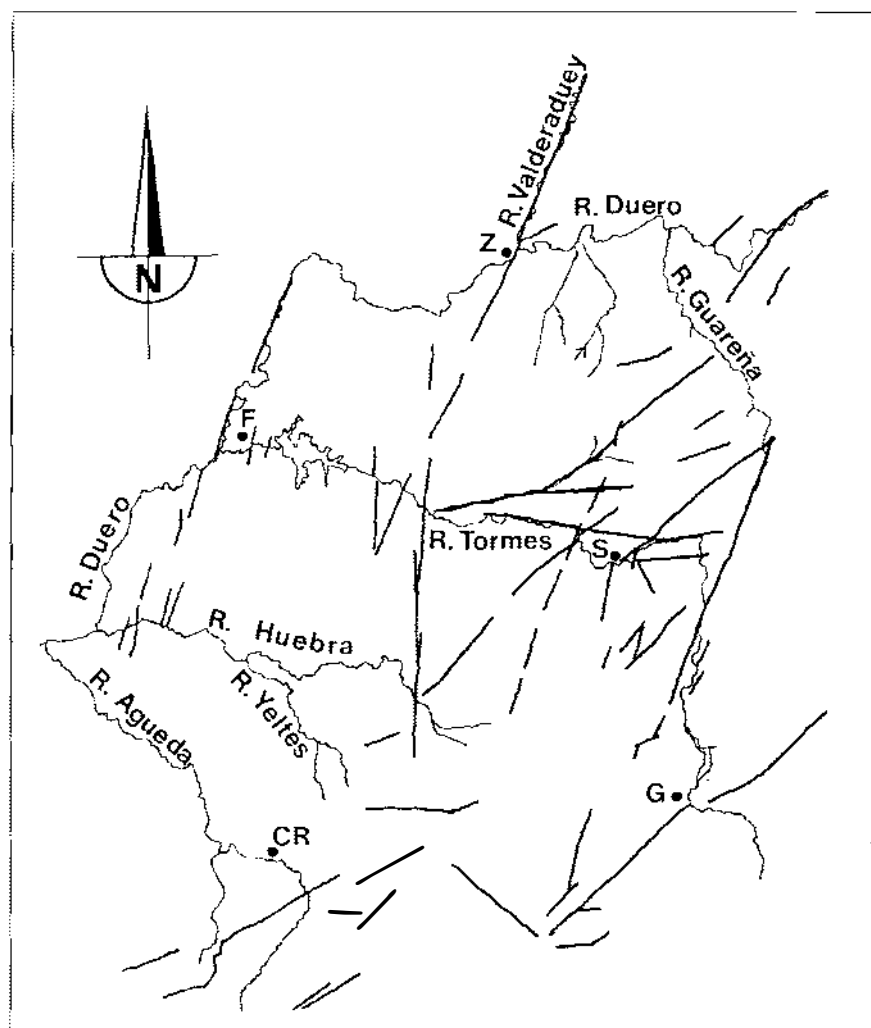 R. Valderaduey
R. Duero
Z
N
R. Guareña
F
R. Duero
R. Tormes
S
R. Huebra
R. Yeltes
R. Agueda
G
CR